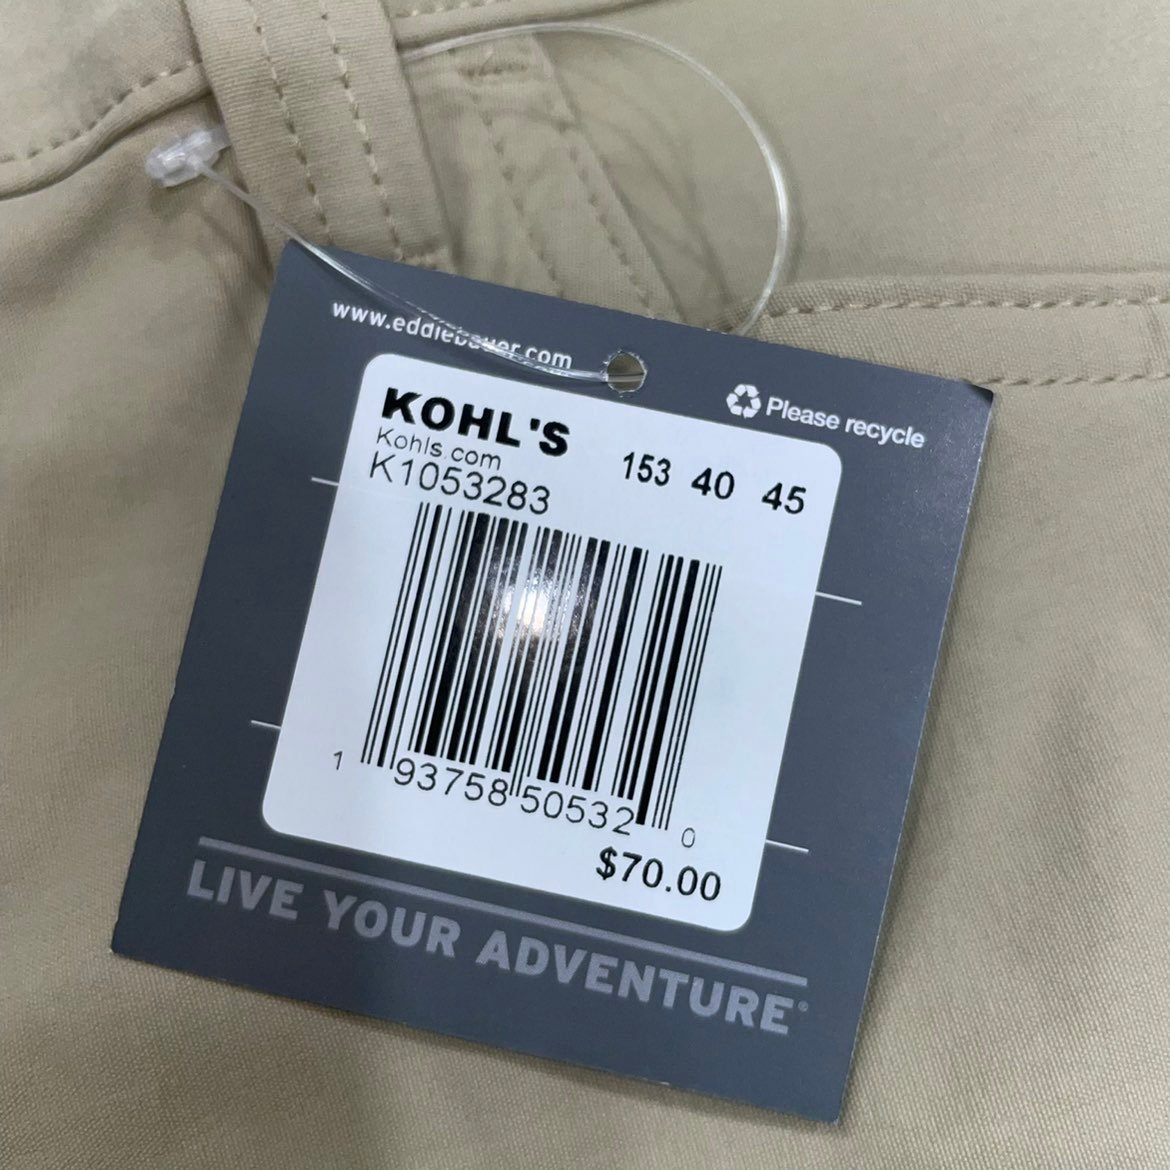 www.eddiebauer.com
Please recycle
KOHL'S
Kohls.com
K1053283
153 40 45
1 93758 50532 0
$70.00
LIVE YOUR ADVENTURE®